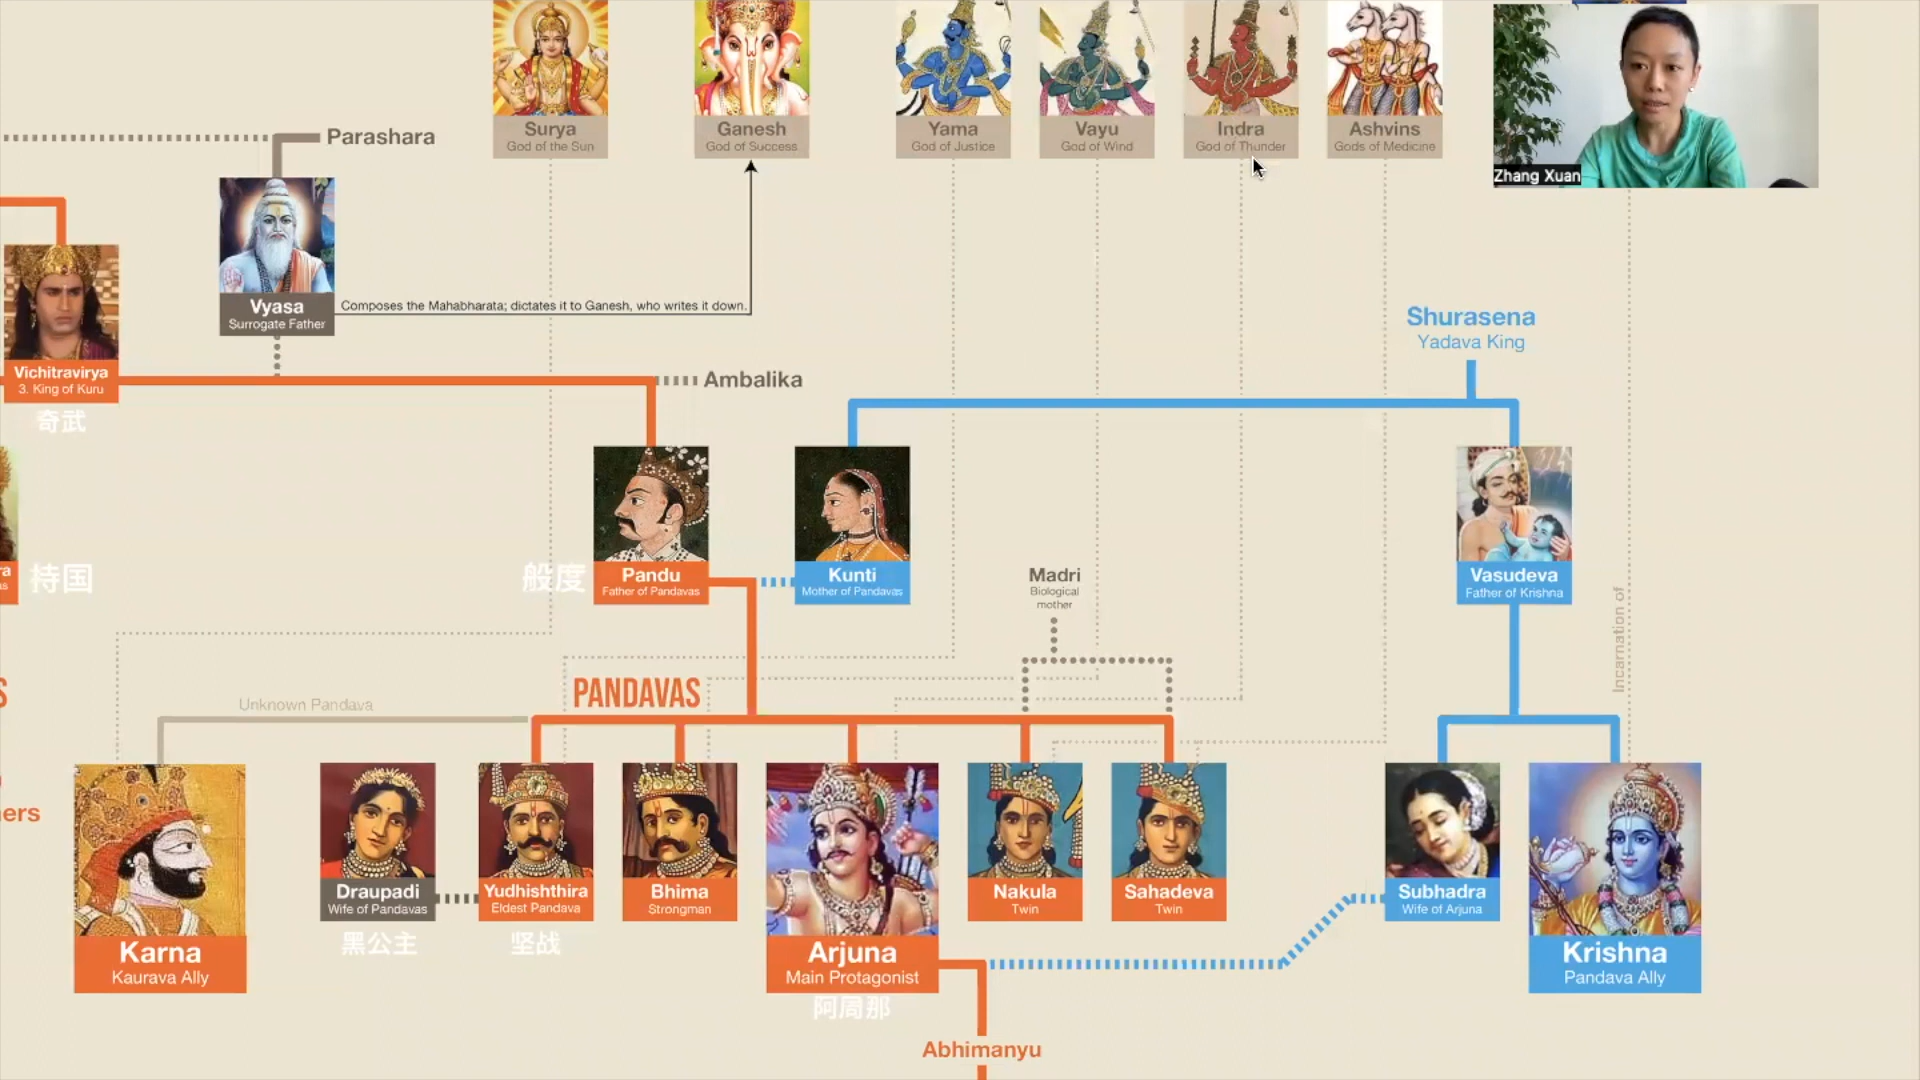 Surya
God of the Sun
Ganesh
God of Success
Yama
God of Justice
Vayu
God of Wind
Indra
God of Thunder
Ashvins
Gods of Medicine
Zhang Xuan
Parashara
Vyasa
Surrogate Father
Composes the Mahabharata; dictates it to Ganesh, who writes it down.
Shurasena
Yadava King
Vichitravirya
3. King of Kuru
奇武
Ambalika
持国
般度
Pandu
Father of Pandavas
Kunti
Mother of Pandavas
Madri
Biological
mother
Vasudeva
Father of Krishna
Incarnation of
PANDAVAS
Unknown Pandava
Karna
Kaurava Ally
Draupadi
Wife of Pandavas
黑公主
Yudhishthira
Eldest Pandava
坚战
Bhima
Strongman
Arjuna
Main Protagonist
阿周那
Nakula
Twin
Sahadeva
Twin
Subhadra
Wife of Arjuna
Krishna
Pandava Ally
Abhimanyu